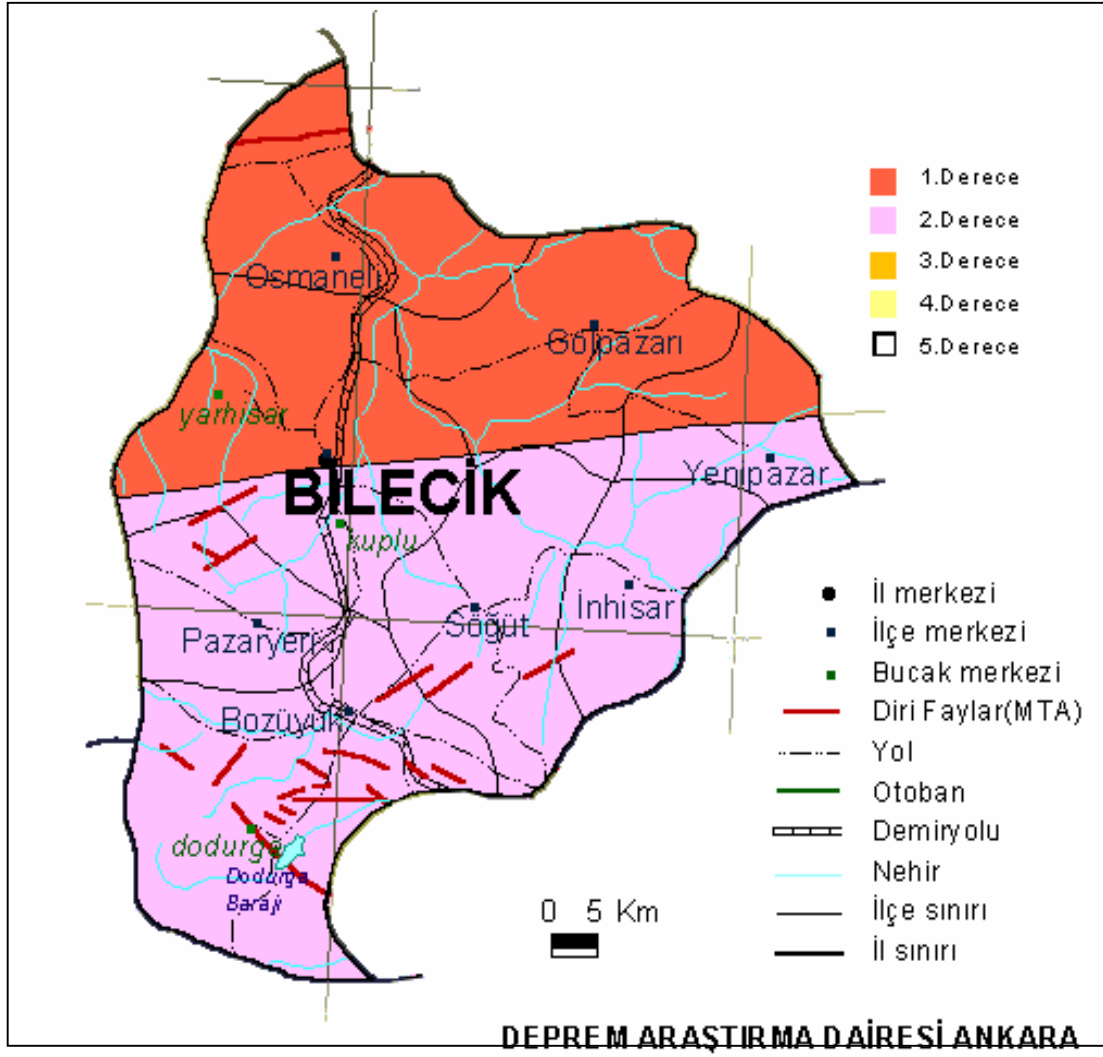 1.Derece
2.Derece
3.Derece
4.Derece
5.Derece
Osmaneli
Gölpazarı
yarhisar
BİLECİK
Yenipazar
kuplu
İnhisar
Söğut
Pazaryeri
Bozüyük
dodurga
Dodurga
Barajı
İl merkezi
İlçe merkezi
Bucak merkezi
Diri Faylar(MTA)
Yol
Otoban
Demiryolu
Nehir
İlçe sınırı
İl sınırı
0 5 Km
DEPREM ARAŞTIRMA DAİRESİ ANKARA